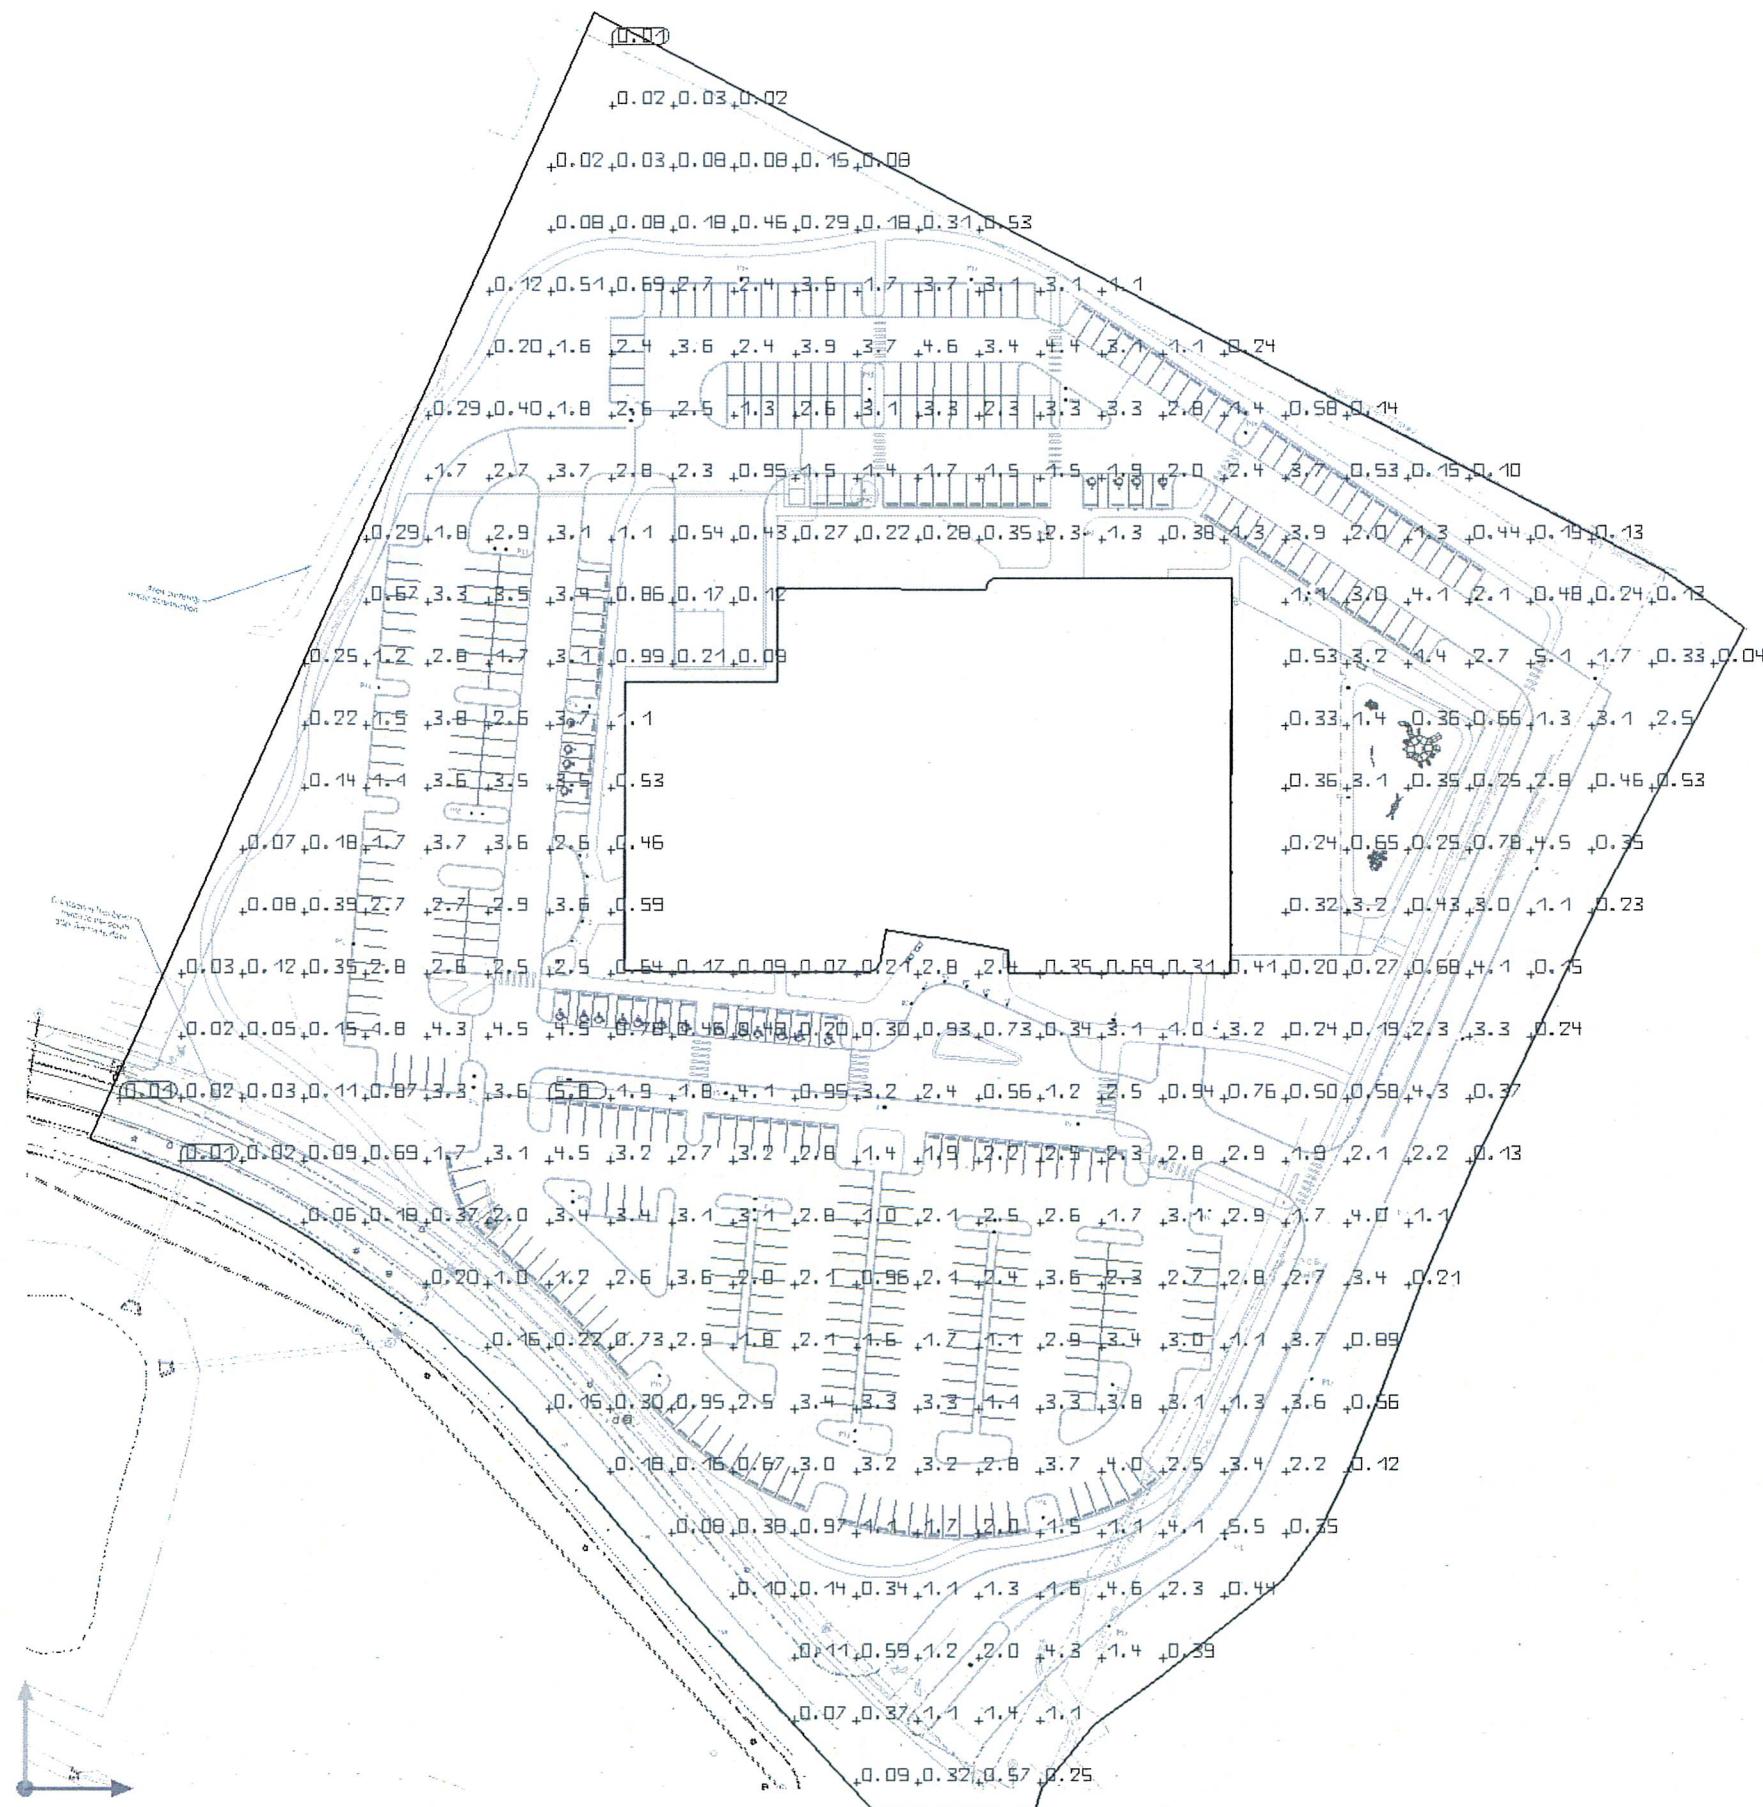 0.01
+0.02 +0.03 +0.02
+0.02 +0.03 +0.08 +0.08 +0.15 +0.08
+0.08 +0.08 +0.18 +0.46 +0.29 +0.18 +0.31 +0.53
+0.12 +0.51 +0.69 +2.7 +2.4 +3.5 +1.7 +3.7 +3.1 +3.1 +1.1
+0.20 +1.6 +2.4 +3.6 +2.4 +3.9 +3.7 +4.6 +3.4 +4.4 +3.1 +1.1 +0.24
+0.29 +0.40 +1.8 +2.6 +2.5 +1.3 +2.6 +3.1 +3.3 +2.3 +3.3 +3.3 +2.8 +1.4 +0.58 +0.14
+1.7 +2.7 +3.7 +2.8 +2.3 +0.95 +1.5 +1.4 +1.7 +1.5 +1.5 +1.9 +2.0 +2.4 +3.7 +0.53 +0.15 +0.10
+0.29 +1.8 +2.9 +3.1 +1.1 +0.54 +0.43 +0.27 +0.22 +0.28 +0.35 +2.3 +1.3 +0.38 +1.3 +3.9 +2.0 +1.3 +0.44 +0.19 +0.13
+0.67 +3.3 +3.5 +3.4 +0.86 +0.17 +0.12 +1.1 +3.0 +4.1 +2.1 +0.48 +0.24 +0.13
+0.25 +1.2 +2.8 +1.7 +3.1 +0.99 +0.21 +0.09 +0.53 +3.2 +1.4 +2.7 +5.1 +1.7 +0.33 +0.04
+0.22 +1.5 +3.8 +2.6 +3.7 +1.1 +0.33 +1.4 +0.36 +0.66 +1.3 +3.1 +2.5
+0.14 +1.4 +3.6 +3.5 +3.5 +0.53 +0.36 +3.1 +0.35 +0.25 +2.8 +0.46 +0.53
+0.07 +0.18 +1.7 +3.7 +3.6 +2.6 +0.46 +0.24 +0.65 +0.25 +0.78 +4.5 +0.35
+0.08 +0.39 +2.7 +2.7 +2.9 +3.6 +0.59 +0.32 +3.2 +0.43 +3.0 +1.1 +0.23
+0.03 +0.12 +0.35 +2.8 +2.6 +2.5 +2.5 +0.64 +0.17 +0.09 +0.07 +0.21 +2.8 +2.4 +0.35 +0.69 +0.31 +0.41 +0.20 +0.27 +0.68 +4.1 +0.15
+0.02 +0.05 +0.15 +1.8 +4.3 +4.5 +4.5 +0.78 +0.46 +0.48 +0.20 +0.30 +0.93 +0.73 +0.34 +3.1 +1.0 +3.2 +0.24 +0.19 +2.3 +3.3 +0.24
+0.01 +0.02 +0.03 +0.11 +0.87 +3.3 +3.6 +5.8 +1.9 +1.8 +4.1 +0.95 +3.2 +2.4 +0.56 +1.2 +2.5 +0.94 +0.76 +0.50 +0.58 +4.3 +0.37
+0.01 +0.02 +0.09 +0.69 +1.7 +3.1 +4.5 +3.2 +2.7 +3.2 +2.8 +1.4 +1.9 +2.2 +2.5 +2.3 +2.8 +2.9 +1.9 +2.1 +2.2 +0.13
+0.06 +0.18 +0.37 +2.0 +3.4 +3.4 +3.1 +3.1 +2.8 +1.0 +2.1 +2.5 +2.6 +1.7 +3.1 +2.9 +1.7 +4.0 +1.1
+0.20 +1.0 +1.2 +2.6 +3.6 +2.0 +2.1 +0.96 +2.1 +2.4 +3.6 +2.3 +2.7 +2.8 +2.7 +3.4 +0.21
+0.16 +0.22 +0.73 +2.9 +1.8 +2.1 +1.6 +1.7 +1.1 +2.9 +3.4 +3.0 +1.1 +3.7 +0.89
+0.15 +0.30 +0.95 +2.5 +3.4 +3.3 +3.3 +1.4 +3.3 +3.8 +3.1 +1.3 +3.6 +0.56
+0.18 +0.16 +0.67 +3.0 +3.2 +3.2 +2.8 +3.7 +4.0 +2.5 +3.4 +2.2 +0.12
+0.08 +0.38 +0.97 +1.1 +1.7 +2.0 +1.5 +1.1 +4.1 +5.5 +0.35
+0.10 +0.14 +0.34 +1.1 +1.3 +1.6 +4.6 +2.3 +0.44
+0.11 +0.59 +1.2 +2.0 +4.3 +1.4 +0.39
+0.07 +0.37 +1.1 +1.4 +1.1
+0.09 +0.32 +0.57 +0.25